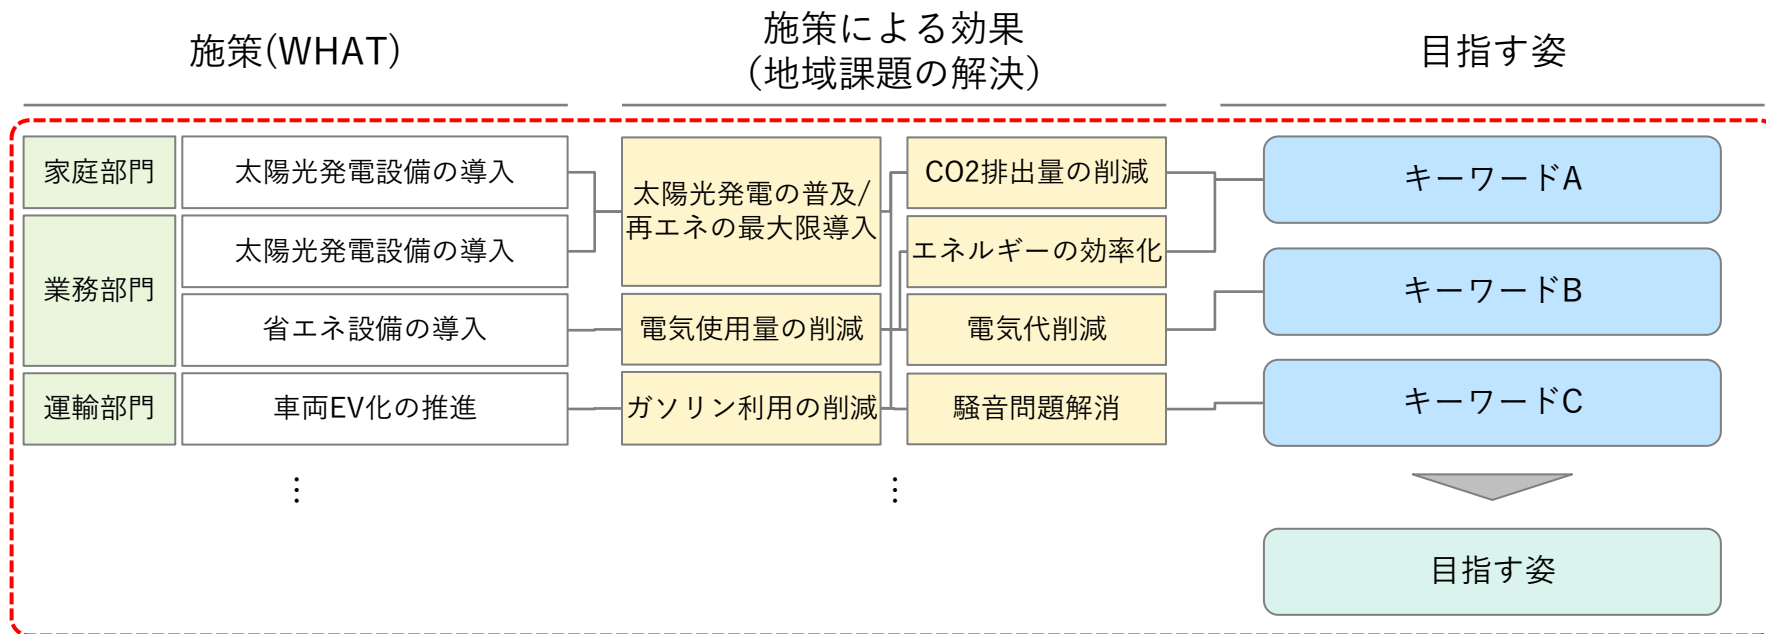 施策(WHAT)
施策による効果
（地域課題の解決）
目指す姿
家庭部門
太陽光発電設備の導入
業務部門
太陽光発電設備の導入
省エネ設備の導入
運輸部門
車両EV化の推進
⋮
太陽光発電の普及/
再エネの最大限導入
電気使用量の削減
ガソリン利用の削減
CO2排出量の削減
エネルギーの効率化
電気代削減
騒音問題解消
⋮
キーワードA
キーワードB
キーワードC
目指す姿